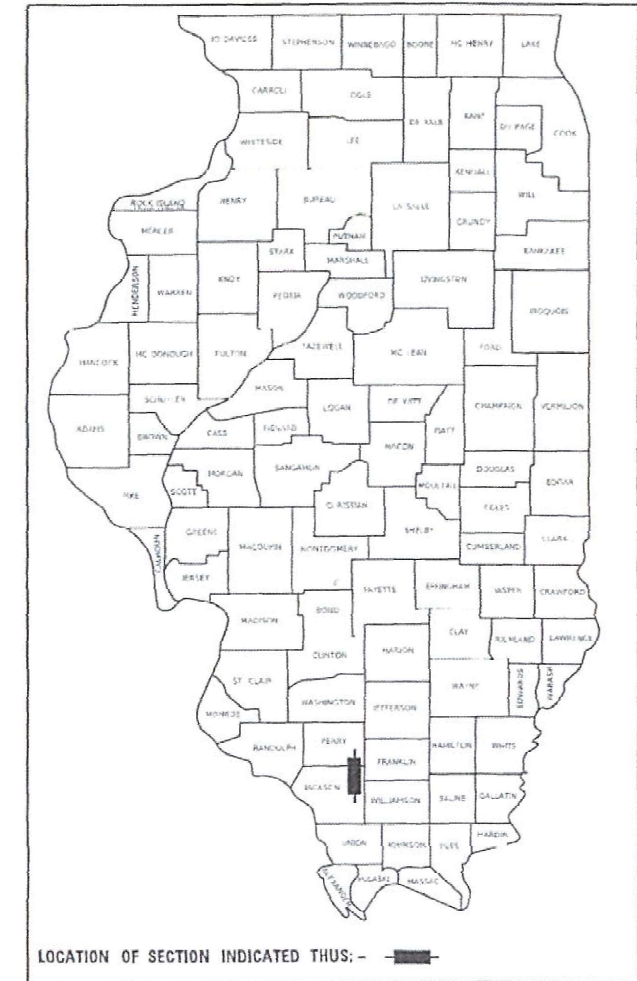 JO DAVIESS STEPHENSON WINNEBAGO BOONE MC HENRY LAKE
CARROLL OGLE DE KALB KANE DU PAGE COOK
WHITESIDE LEE KENDALL WILL
ROCK ISLAND HENRY BUREAU LA SALLE GRUNDY
MERCER PUTNAM KANKAKEE
STARK MARSHALL LIVINGSTON
HENDERSON WARREN KNOX PEORIA WOODFORD IROQUOIS
HANCOCK MC DONOUGH FULTON TAZEWELL MC LEAN FORD
SCHUYLER MASON LOGAN DE WITT CHAMPAIGN VERMILION
ADAMS BROWN CASS MENARD MACON PIATT
PIKE SCOTT MORGAN SANGAMON CHRISTIAN MOULTRIE DOUGLAS EDGAR
COLES
CALHOUN GREENE MACOUPIN MONTGOMERY SHELBY CUMBERLAND CLARK
JERSEY FAYETTE EFFINGHAM JASPER CRAWFORD
MADISON BOND
CLAY RICHLAND LAWRENCE
CLINTON MARION
ST. CLAIR WAYNE EDWARDS WABASH
MONROE WASHINGTON JEFFERSON
RANDOLPH PERRY HAMILTON WHITE
FRANKLIN
JACKSON WILLIAMSON SALINE GALLATIN
UNION JOHNSON POPE HARDIN
ALEXANDER PULASKI MASSAC
LOCATION OF SECTION INDICATED THUS: -